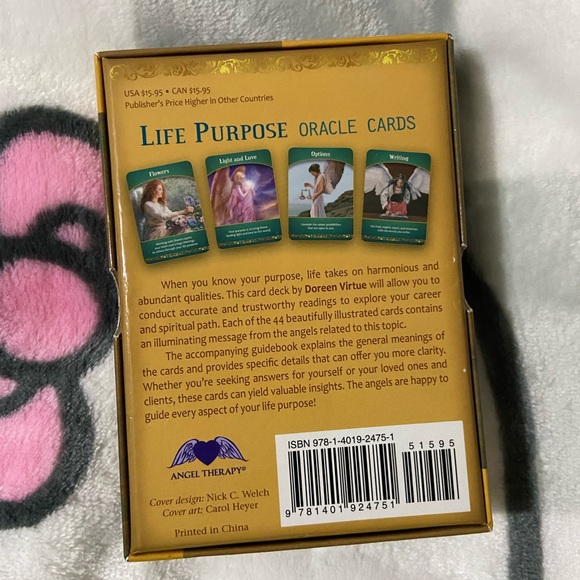 USA $15.95 • CAN $15.95
Publisher's Price Higher in Other Countries
LIFE PURPOSE ORACLE CARDS
Flowers
Light and Love
Options
Writing
When you know your purpose, life takes on harmonious and
abundant qualities. This card deck by Doreen Virtue will allow you to
conduct accurate and trustworthy readings to explore your career
and spiritual path. Each of the 44 beautifully illustrated cards contains
an illuminating message from the angels related to this topic.
The accompanying guidebook explains the general meanings of
the cards and provides specific details that can offer you more clarity.
Whether you're seeking answers for yourself or your loved ones and
clients, these cards can yield valuable insights. The angels are happy to
guide every aspect of your life purpose!
ANGEL THERAPY®
Cover design: Nick C. Welch
Cover art: Carol Heyer
Printed in China
ISBN 978-1-4019-2475-1
51595
9781401924751